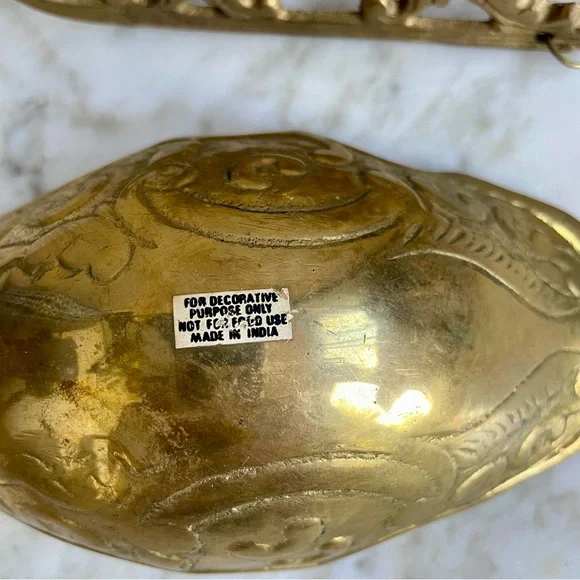 FOR DECORATIVE
PURPOSE ONLY
NOT FOR FOOD USE
MADE IN INDIA